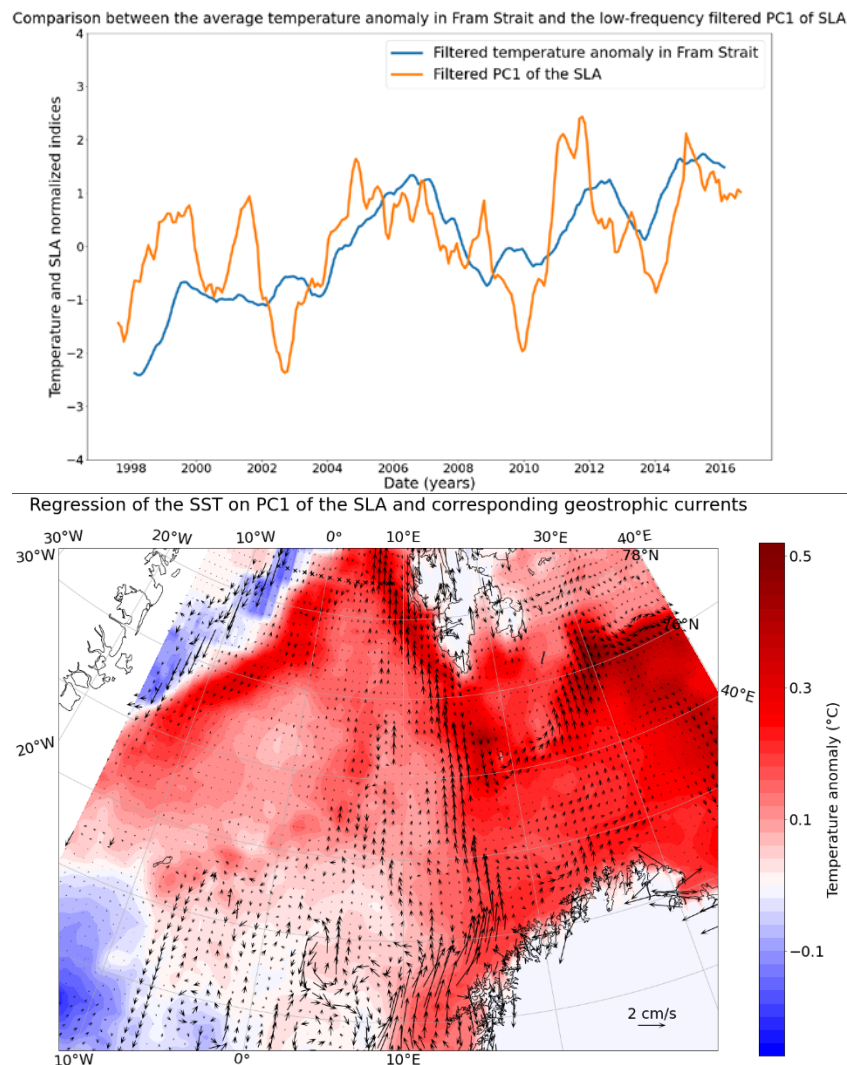 Comparison between the average temperature anomaly in Fram Strait and the low-frequency filtered PC1 of SLA
4
3
2
1
0
−1
−2
−3
−4
Temperature and SLA normalized indices
Filtered temperature anomaly in Fram Strait
Filtered PC1 of the SLA
1998 2000 2002 2004 2006 2008 2010 2012 2014 2016
Date (years)
Regression of the SST on PC1 of the SLA and corresponding geostrophic currents
30°W 20°W 10°W 0° 10°E 30°E 40°E
30°W
78°N
76°N
40°E
20°W
10°W 0° 10°E
2 cm/s
0.5
0.3
0.1
−0.1
Temperature anomaly (°C)